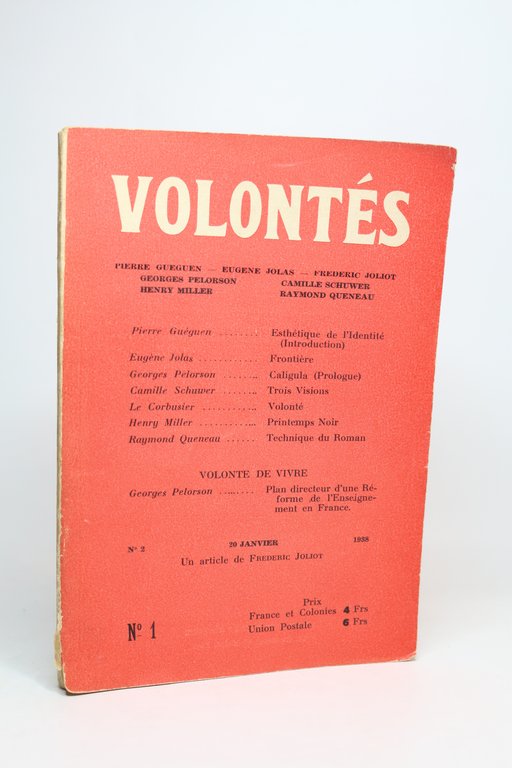 VOLONTÉS
PIERRE GUEGUEN — EUGENE JOLAS — FREDERIC JOLIOT
GEORGES PELORSON CAMILLE SCHUWER
HENRY MILLER RAYMOND QUENEAU
Pierre Guéguen ........ Esthétique de l'Identité
(Introduction)
Eugène Jolas ............ Frontière
Georges Pelorson ....... Caligula (Prologue)
Camille Schuwer ....... Trois Visions
Le Corbusier ........... Volonté
Henry Miller ........... Printemps Noir
Raymond Queneau ...... Technique du Roman
VOLONTE DE VIVRE
Georges Pelorson ........ Plan directeur d'une Ré-
forme de l'Enseigne-
ment en France.
N° 2 20 JANVIER 1938
Un article de FREDERIC JOLIOT
Prix
France et Colonies 4 Frs
Union Postale 6 Frs
Nº 1